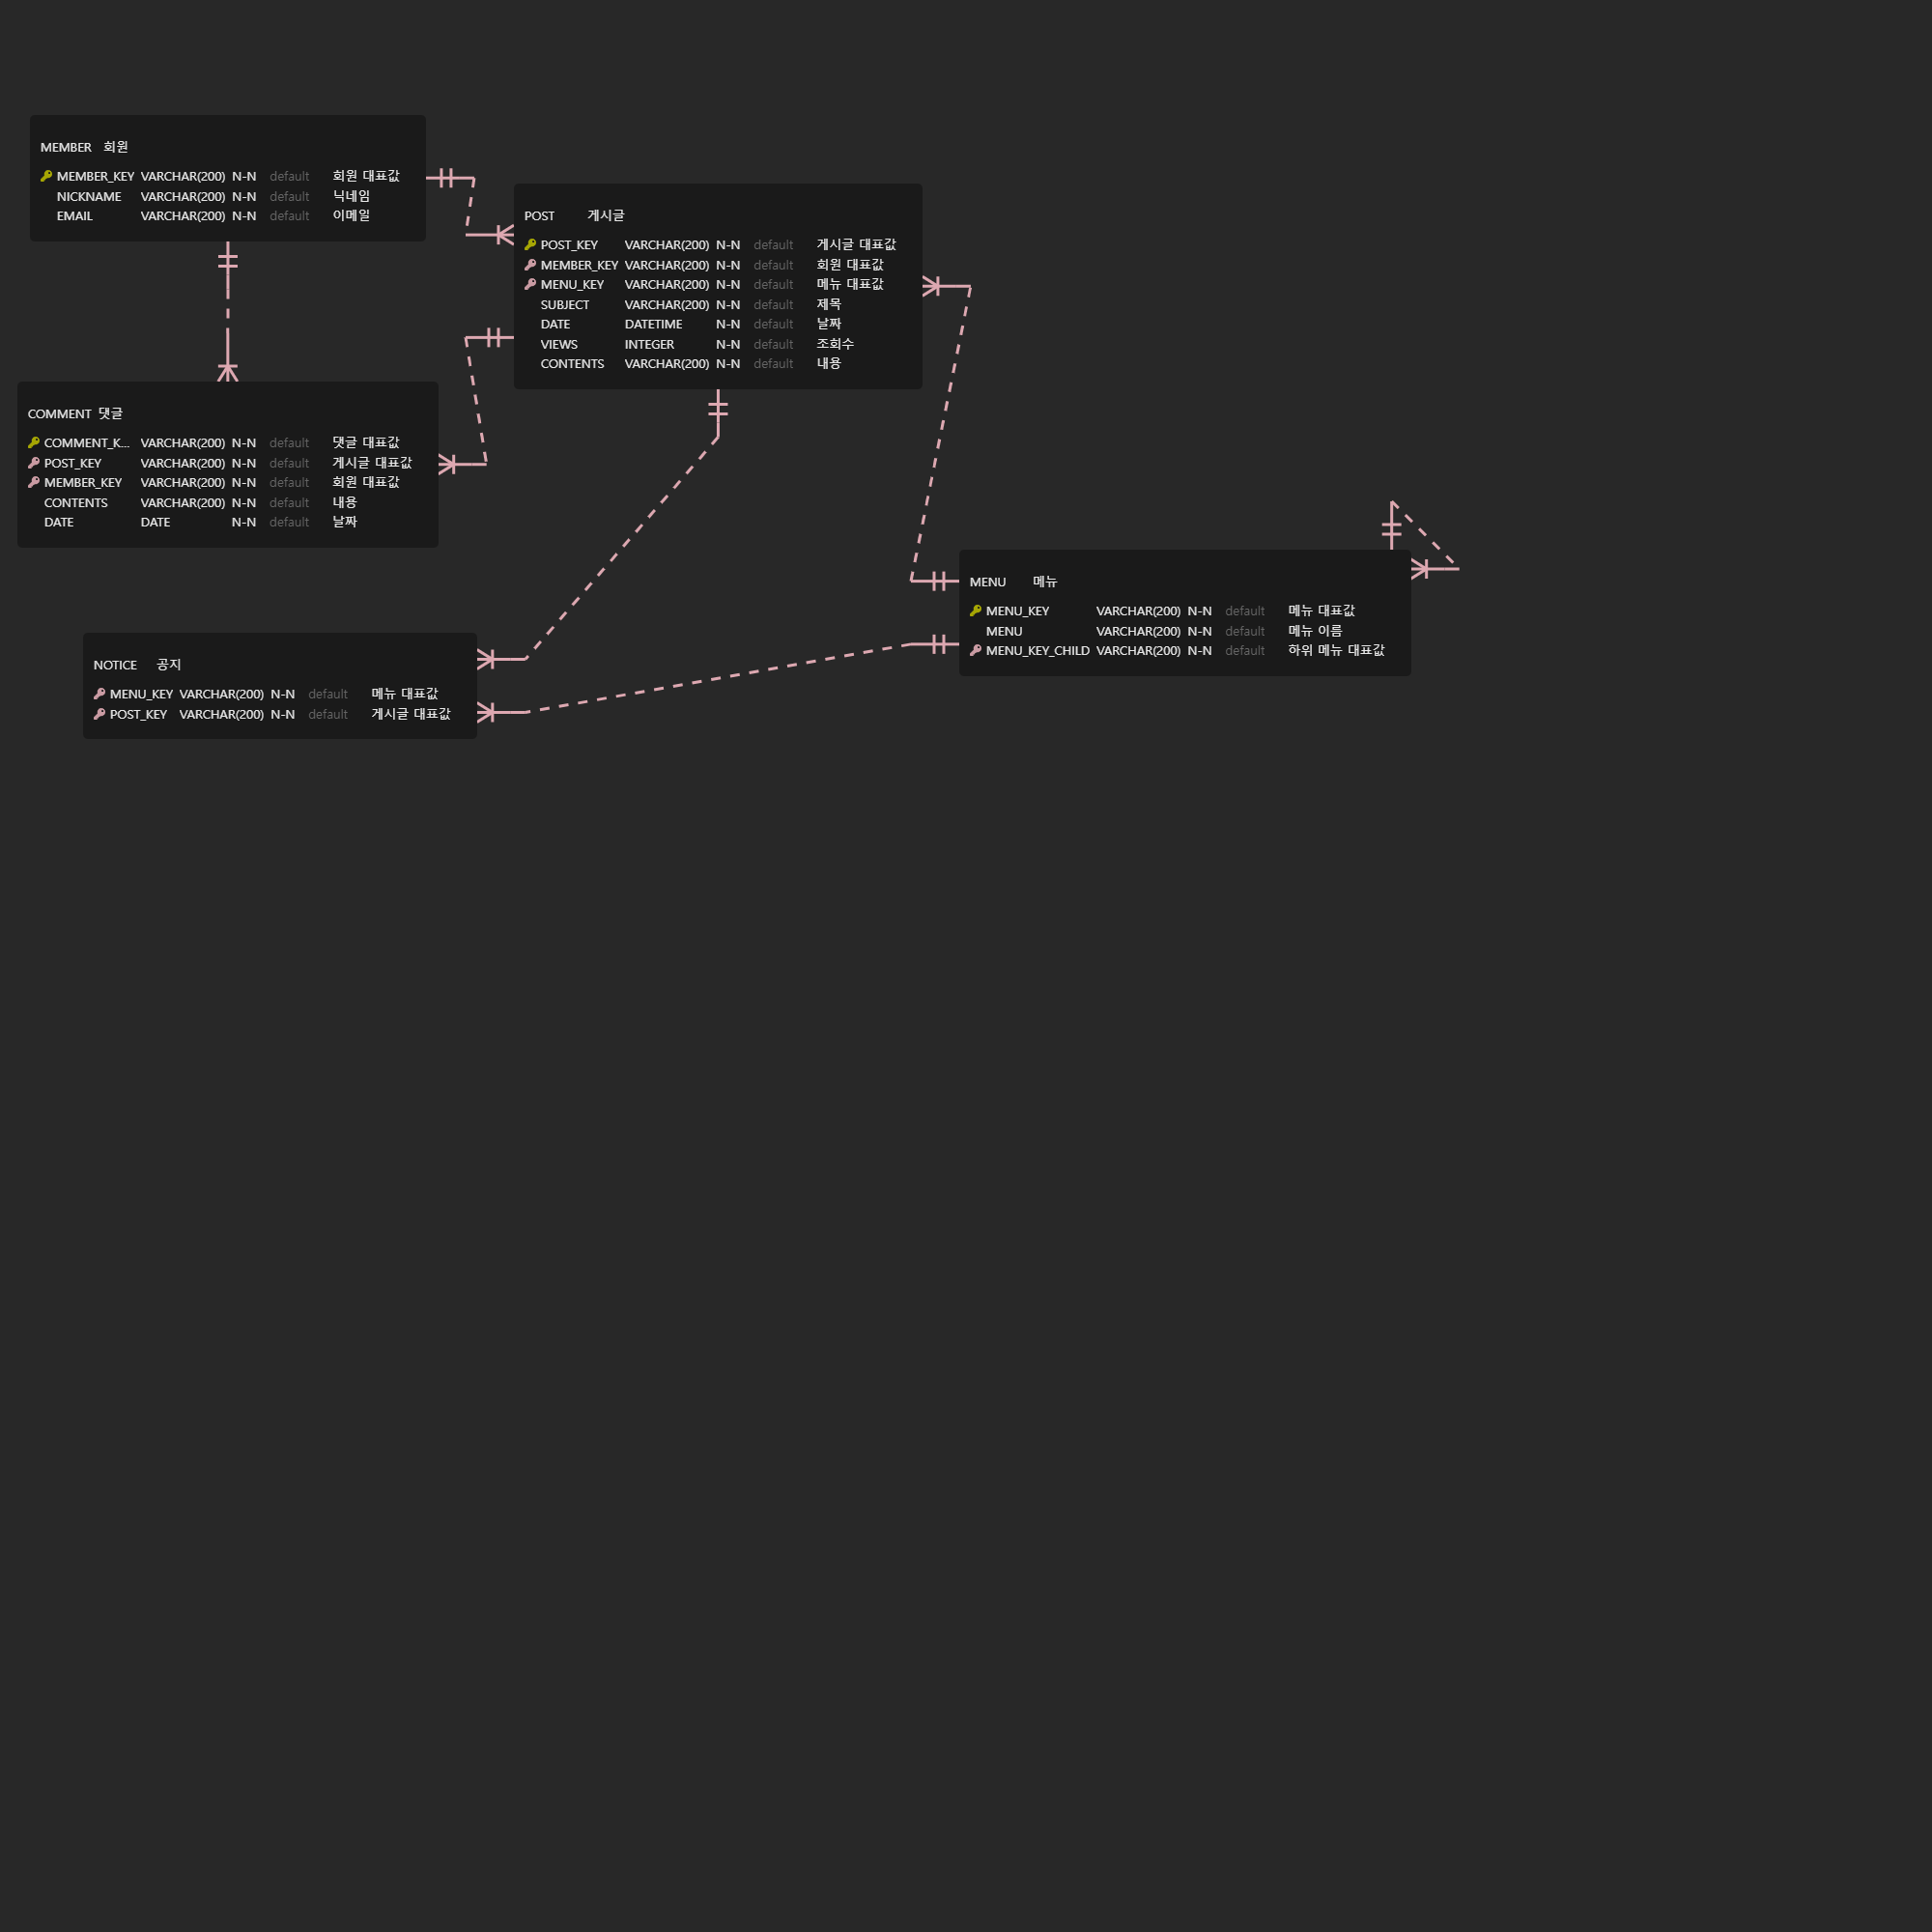 MEMBER 회원
MEMBER_KEY VARCHAR(200) N-N default 회원 대표값
NICKNAME VARCHAR(200) N-N default 닉네임
EMAIL VARCHAR(200) N-N default 이메일
POST 게시글
POST_KEY VARCHAR(200) N-N default 게시글 대표값
MEMBER_KEY VARCHAR(200) N-N default 회원 대표값
MENU_KEY VARCHAR(200) N-N default 메뉴 대표값
SUBJECT VARCHAR(200) N-N default 제목
DATE DATETIME N-N default 날짜
VIEWS INTEGER N-N default 조회수
CONTENTS VARCHAR(200) N-N default 내용
COMMENT 댓글
COMMENT_K... VARCHAR(200) N-N default 댓글 대표값
POST_KEY VARCHAR(200) N-N default 게시글 대표값
MEMBER_KEY VARCHAR(200) N-N default 회원 대표값
CONTENTS VARCHAR(200) N-N default 내용
DATE DATE N-N default 날짜
MENU 메뉴
MENU_KEY VARCHAR(200) N-N default 메뉴 대표값
MENU VARCHAR(200) N-N default 메뉴 이름
MENU_KEY_CHILD VARCHAR(200) N-N default 하위 메뉴 대표값
NOTICE 공지
MENU_KEY VARCHAR(200) N-N default 메뉴 대표값
POST_KEY VARCHAR(200) N-N default 게시글 대표값